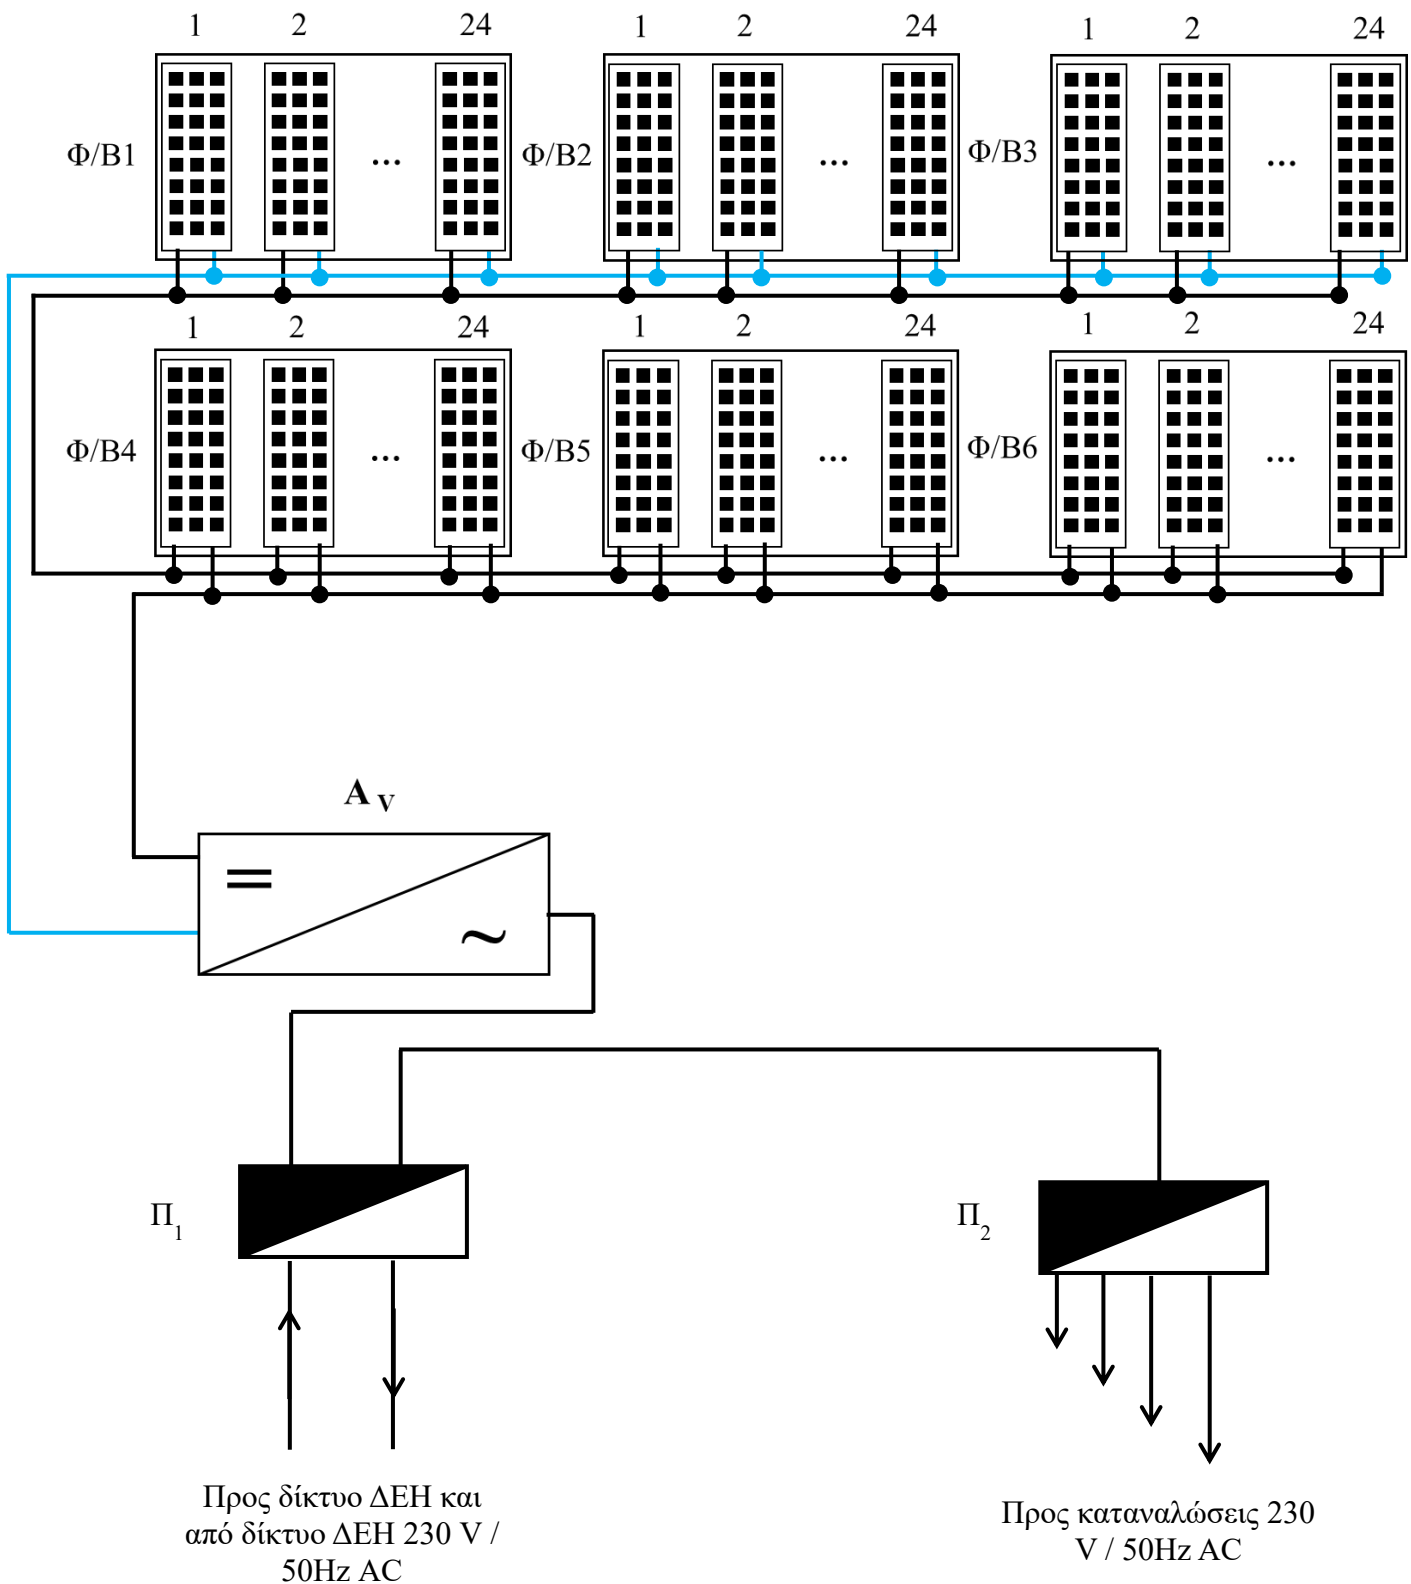 1 2 24 1 2 24 1 2 24
Φ/Β1 ... Φ/Β2 ... Φ/Β3 ...
1 2 24 1 2 24 1 2 24
Φ/Β4 ... Φ/Β5 ... Φ/Β6 ...
A V
=
~
Π1
Π2
Προς δίκτυο ΔΕΗ και
από δίκτυο ΔΕΗ 230 V /
50Hz AC
Προς καταναλώσεις 230
V / 50Hz AC